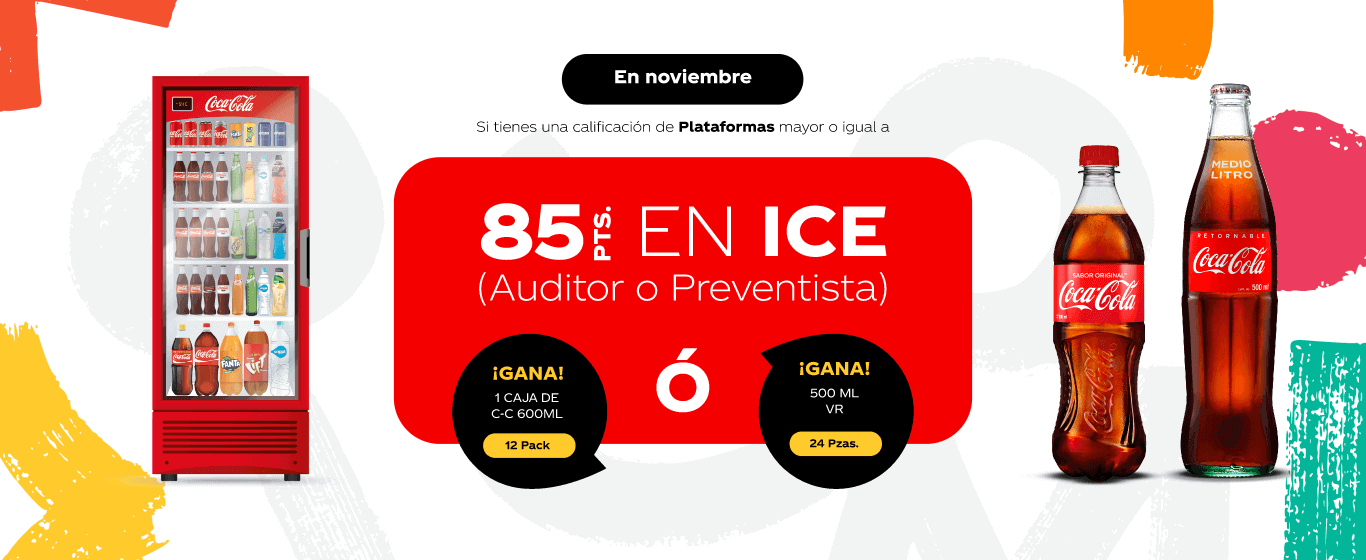 En noviembre
Si tienes una calificación de Plataformas mayor o igual a
85 PTS. EN ICE
(Auditor o Preventista)
¡GANA!
1 CAJA DE
C-C 600ML
12 Pack
Ó
¡GANA!
500 ML
VR
24 Pzas.
Coca-Cola
FANTA
SABOR ORIGINAL
Coca-Cola
MEDIO
LITRO
RETORNABLE
Coca-Cola
500 ml